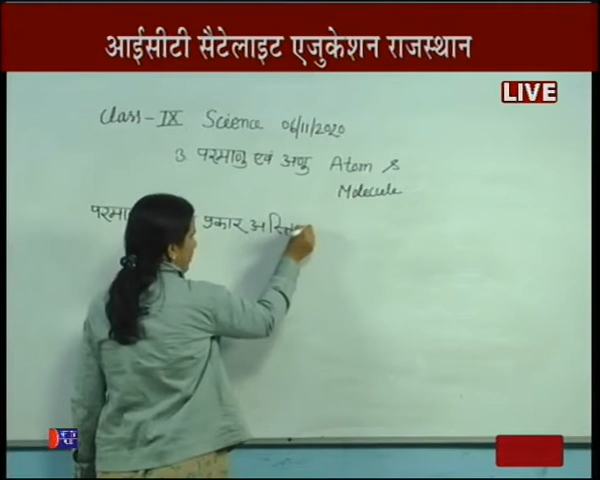 आईसीटी सैटेलाइट एजुकेशन राजस्थान
LIVE
Class-IX Science 06/11/2020
3 परमाणु एवं अणु Atom &
Molecule
प्रकार अस्ति